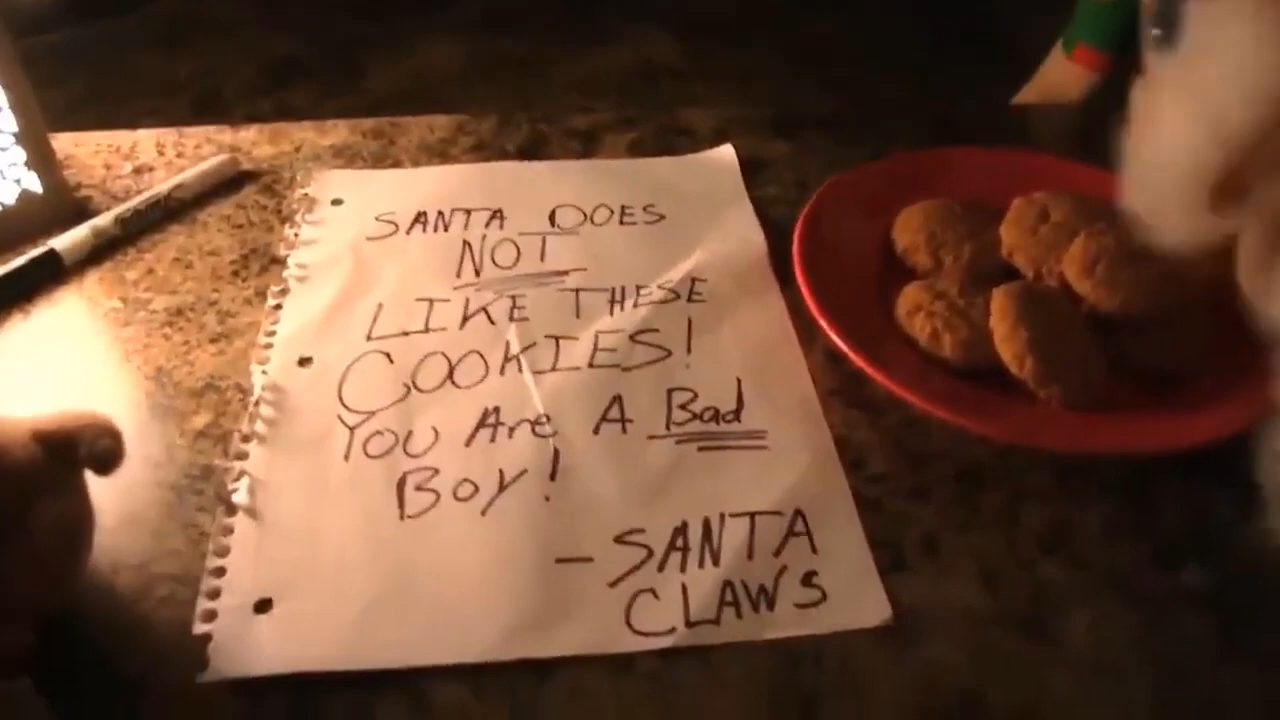 SANTA DOES
NOT
LIKE THESE
COOKIES!
You Are A Bad
Boy!
- SANTA
CLAWS